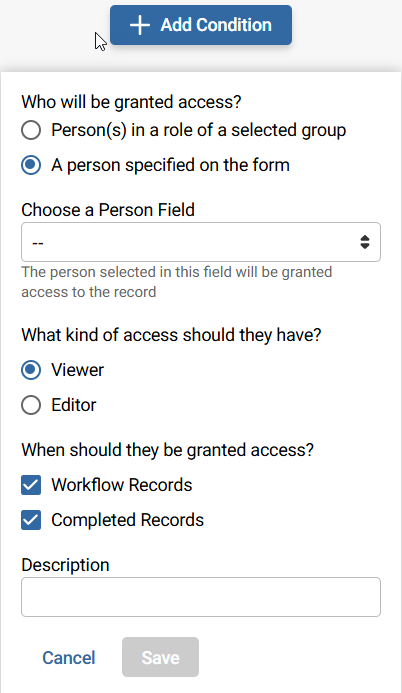 Add Condition
Who will be granted access?
Person(s) in a role of a selected group
A person specified on the form
Choose a Person Field
--
The person selected in this field will be granted
access to the record
What kind of access should they have?
Viewer
Editor
When should they be granted access?
Workflow Records
Completed Records
Description
Cancel Save